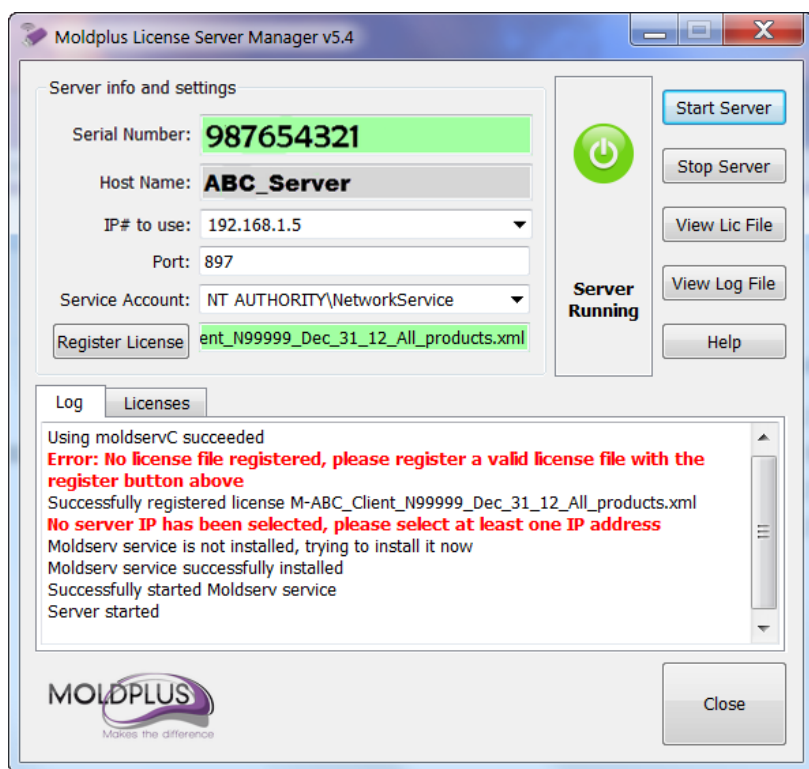 Moldplus License Server Manager v5.4
Server info and settings
Serial Number: 987654321
Host Name: ABC_Server
IP# to use: 192.168.1.5
Port: 897
Service Account: NT AUTHORITY\NetworkService
Register License ent_N99999_Dec_31_12_All_products.xml
Server
Running
Start Server
Stop Server
View Lic File
View Log File
Help
Log Licenses
Using moldservC succeeded
Error: No license file registered, please register a valid license file with the
register button above
Successfully registered license M-ABC_Client_N99999_Dec_31_12_All_products.xml
No server IP has been selected, please select at least one IP address
Moldserv service is not installed, trying to install it now
Moldserv service successfully installed
Successfully started Moldserv service
Server started
MOLDPLUS
Makes the difference
Close